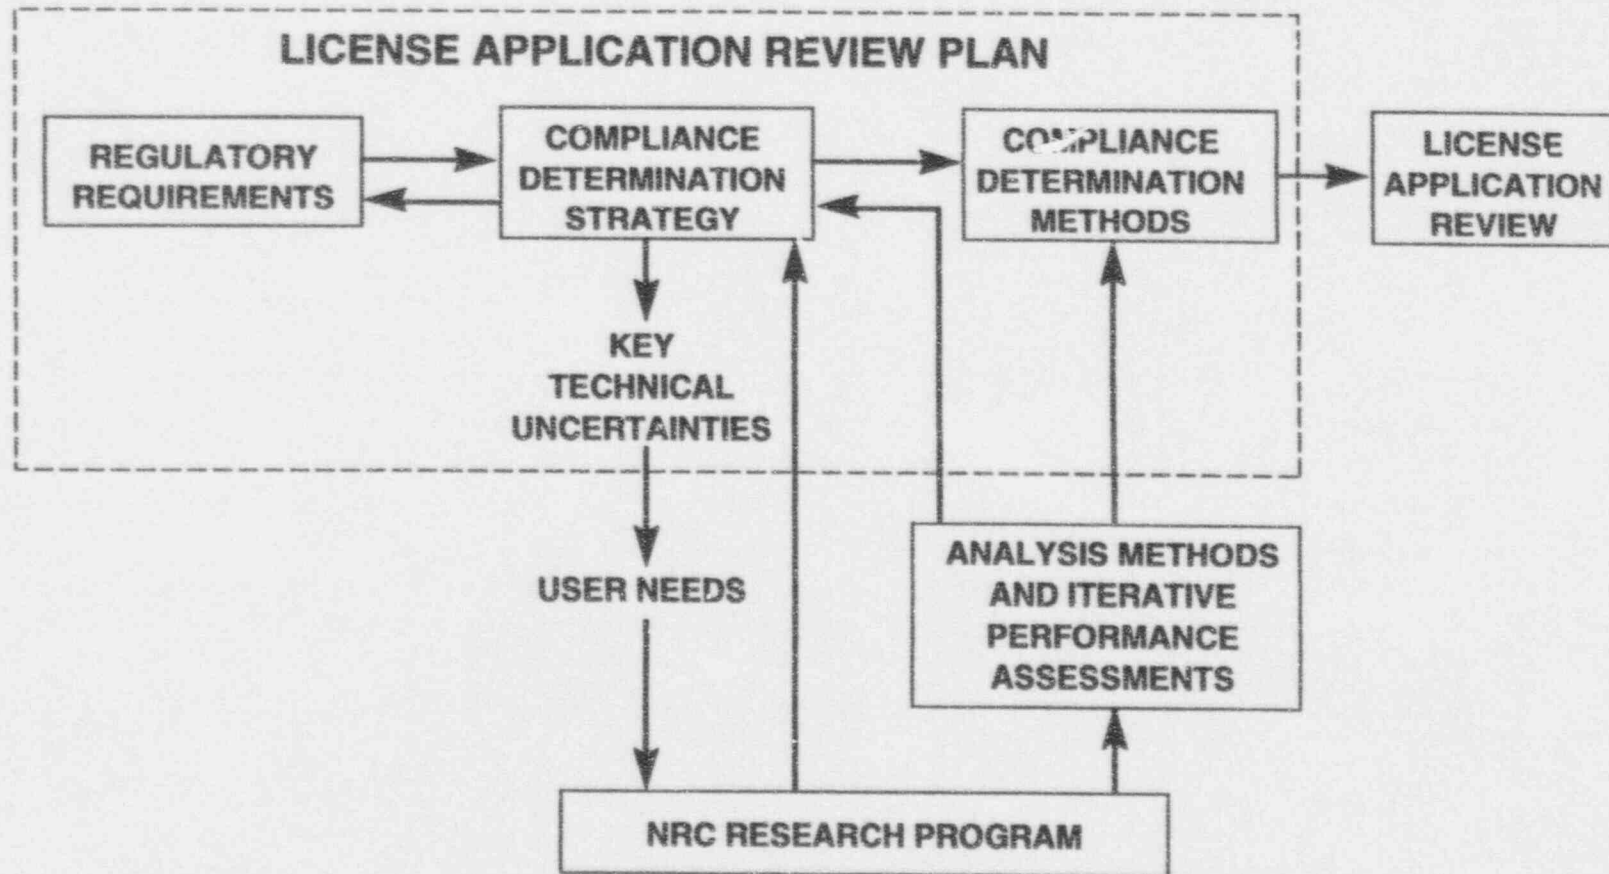 LICENSE APPLICATION REVIEW PLAN
REGULATORY
REQUIREMENTS
COMPLIANCE
DETERMINATION
STRATEGY
COMPLIANCE
DETERMINATION
METHODS
LICENSE
APPLICATION
REVIEW
KEY
TECHNICAL
UNCERTAINTIES
USER NEEDS
ANALYSIS METHODS
AND ITERATIVE
PERFORMANCE
ASSESSMENTS
NRC RESEARCH PROGRAM